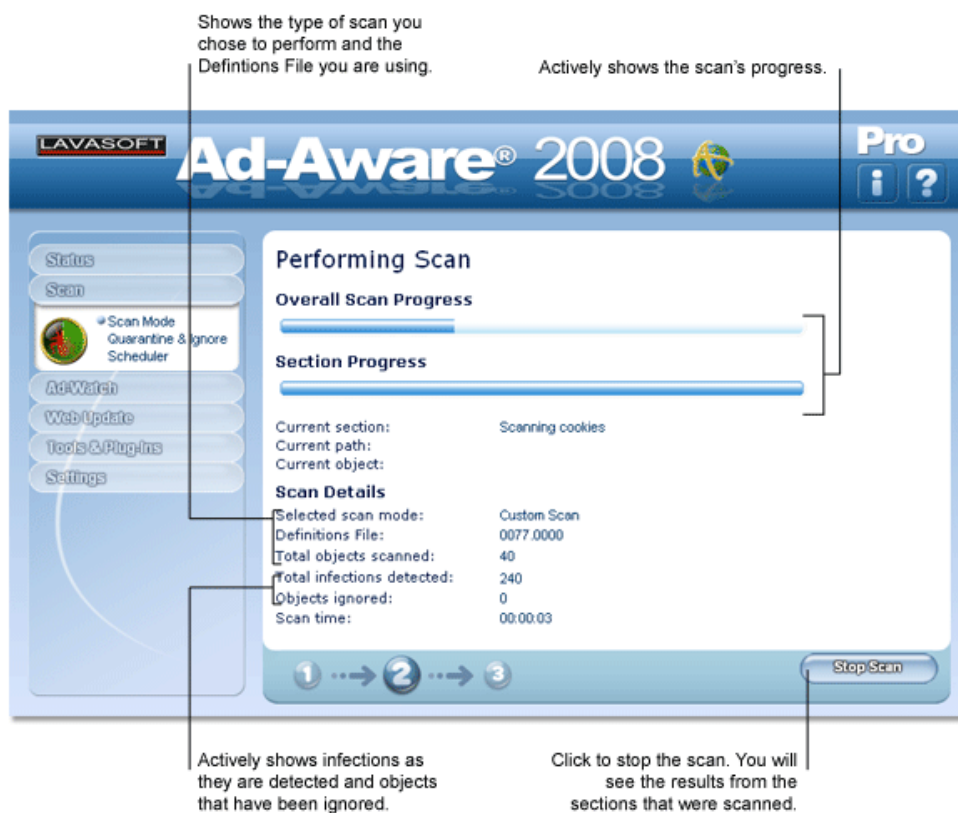 Shows the type of scan you
chose to perform and the
Defintions File you are using.
Actively shows the scan's progress.
LAVASOFT
Ad-Aware® 2008
Pro
i ?
Status
Scan
Scan Mode
Quarantine & Ignore
Scheduler
Ad-Watch
Web Update
Tools & Plug-Ins
Settings
Performing Scan
Overall Scan Progress
Section Progress
Current section: Scanning cookies
Current path:
Current object:
Scan Details
Selected scan mode: Custom Scan
Definitions File: 0077.0000
Total objects scanned: 40
Total infections detected: 240
Objects ignored: 0
Scan time: 00:00:03
1 2 3
Stop Scan
Actively shows infections as
they are detected and objects
that have been ignored.
Click to stop the scan. You will
see the results from the
sections that were scanned.